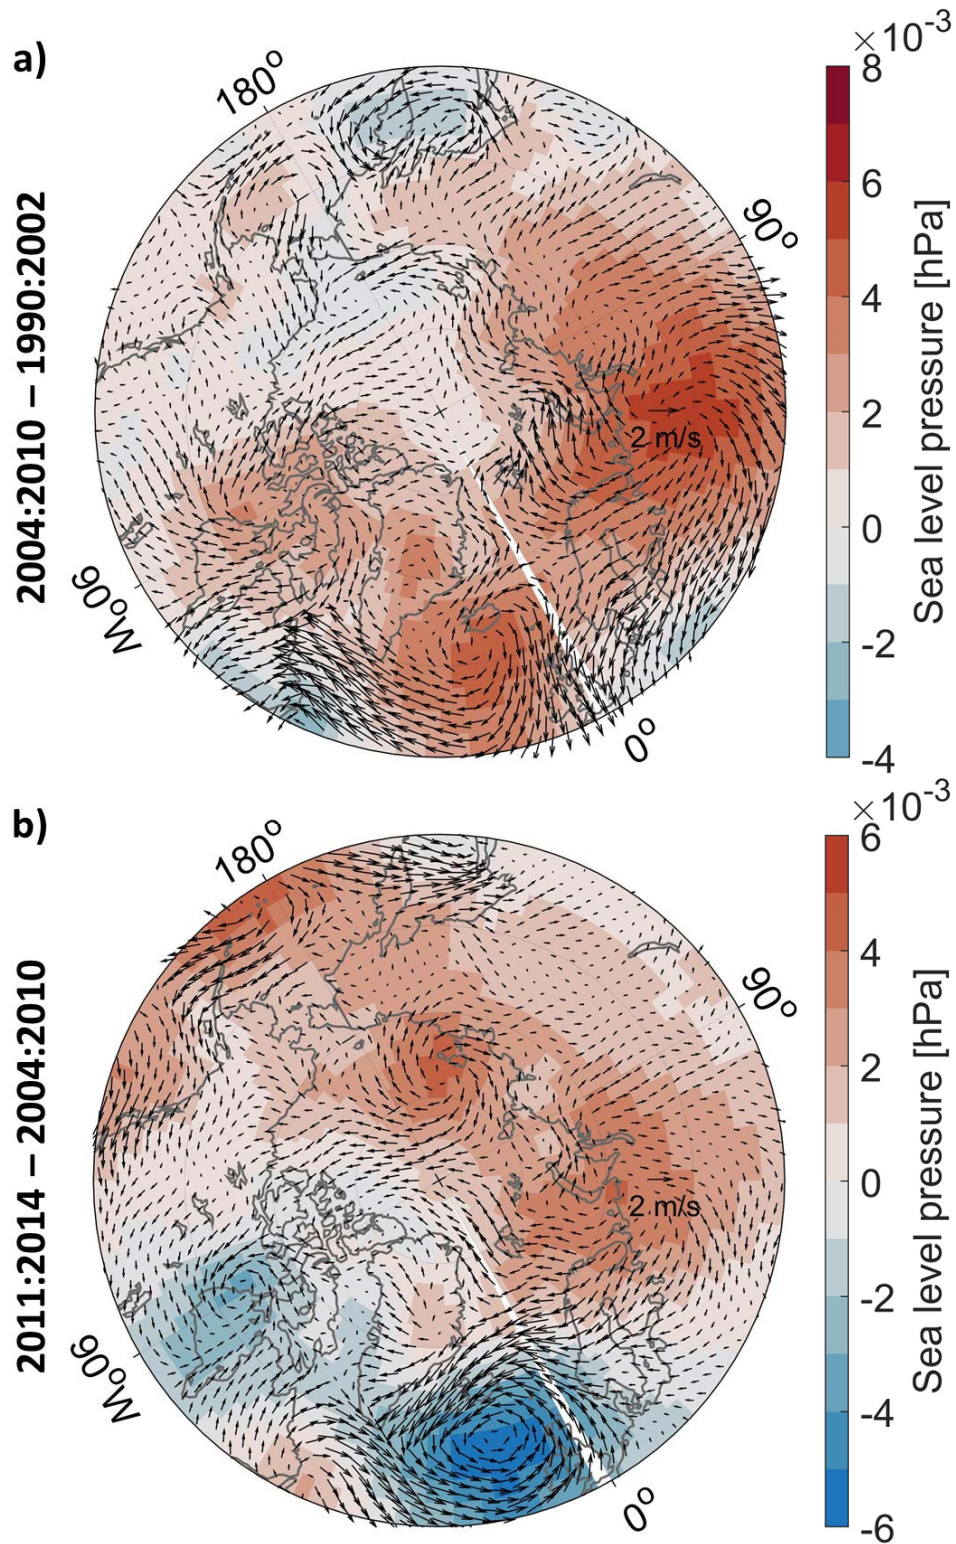 a)
2004:2010 – 1990:2002
180°
90°
90°W
0°
2 m/s
×10⁻³
8
6
4
2
0
-2
-4
Sea level pressure [hPa]
b)
2011:2014 – 2004:2010
180°
90°
90°W
0°
2 m/s
×10⁻³
6
4
2
0
-2
-4
-6
Sea level pressure [hPa]